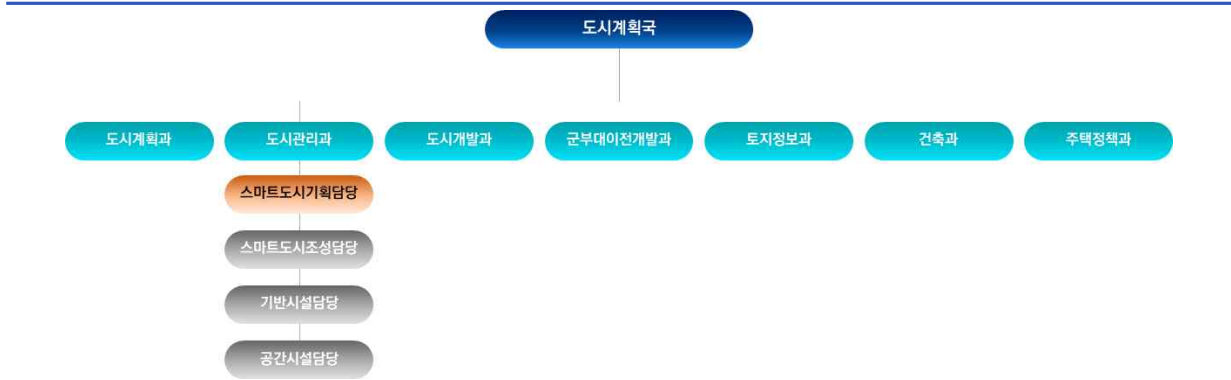 도시계획국
도시계획과 도시관리과 도시개발과 군부대이전개발과 토지정보과 건축과 주택정책과
스마트도시기획담당
스마트도시조성담당
기반시설담당
공간시설담당